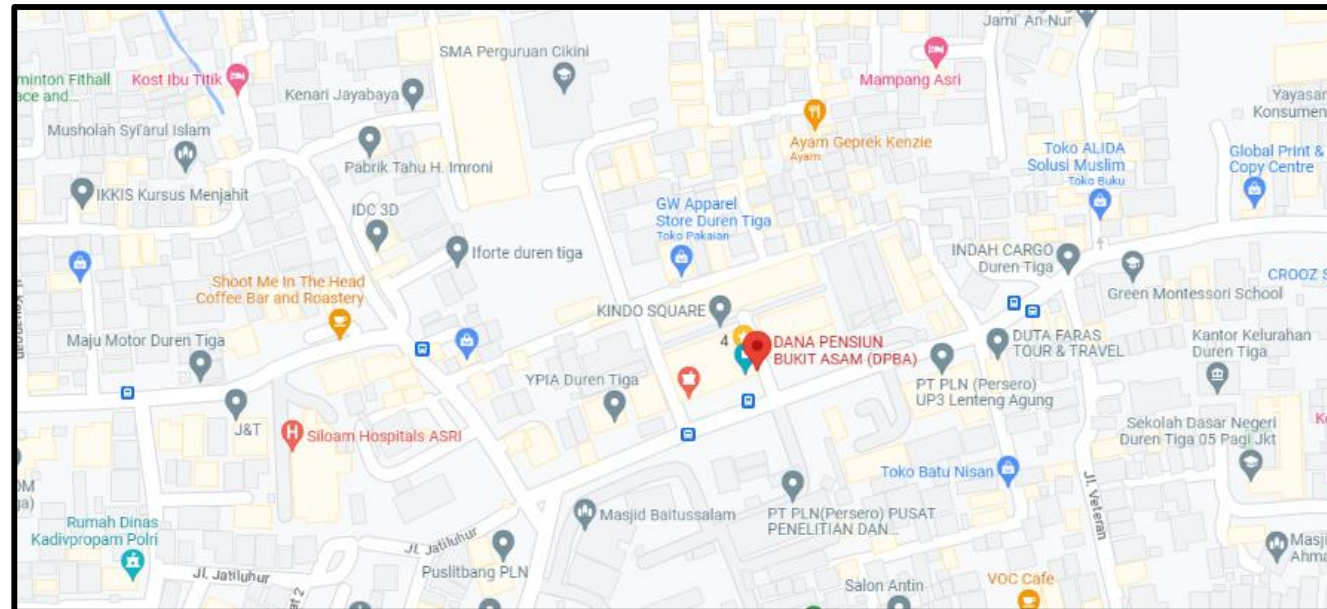 Jami' An-Nur
SMA Perguruan Cikini
Kost Ibu Titik
Kenari Jayabaya
Mampang Asri
minton Fithall
ace and...
Musholah Syi'arul Islam
Pabrik Tahu H. Imroni
IKKIS Kursus Menjahit
Ayam Geprek Kenzie
Ayam
Toko ALIDA
Solusi Muslim
Toko Buku
Yayasan
Konsumen
Global Print &
Copy Centre
IDC 3D
GW Apparel
Store Duren Tiga
Toko Pakaian
Iforte duren tiga
INDAH CARGO
Duren Tiga
Green Montessori School
CROOZ S
Shoot Me In The Head
Coffee Bar and Roastery
KINDO SQUARE
4
DANA PENSIUN
BUKIT ASAM (DPBA)
DUTA FARAS
TOUR & TRAVEL
Kantor Kelurahan
Duren Tiga
Maju Motor Duren Tiga
YPIA Duren Tiga
PT PLN (Persero)
UP3 Lenteng Agung
J&T
H
Siloam Hospitals ASRI
Sekolah Dasar Negeri
Duren Tiga 05 Pagi Jkt
Toko Batu Nisan
Jl. Veteran
Rumah Dinas
Kadivpropam Polri
Masjid Baitussalam
PT PLN(Persero) PUSAT
PENELITIAN DAN...
Jl. Jatiluhur
Puslitbang PLN
Jl. Jatiluhur
Salon Antin
VOC Cafe
Masji
Ahma